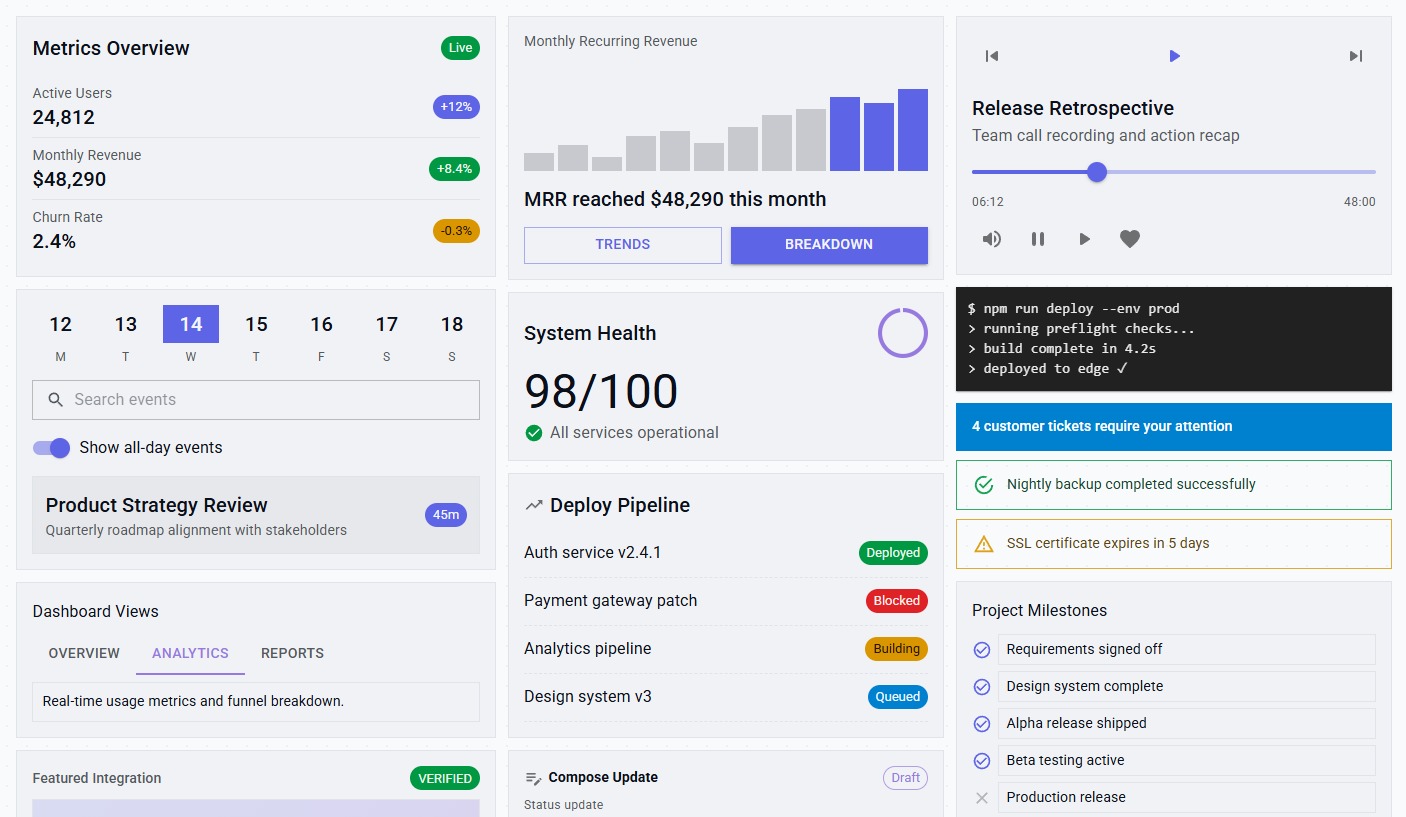 Metrics Overview
Live
Active Users
24,812
+12%
Monthly Revenue
$48,290
+8.4%
Churn Rate
2.4%
-0.3%
12 13 14 15 16 17 18
M T W T F S S
Search events
Show all-day events
Product Strategy Review
Quarterly roadmap alignment with stakeholders
45m
Dashboard Views
OVERVIEW ANALYTICS REPORTS
Real-time usage metrics and funnel breakdown.
Featured Integration
VERIFIED
Monthly Recurring Revenue
MRR reached $48,290 this month
TRENDS BREAKDOWN
System Health
98/100
All services operational
Deploy Pipeline
Auth service v2.4.1 Deployed
Payment gateway patch Blocked
Analytics pipeline Building
Design system v3 Queued
Compose Update
Draft
Status update
Release Retrospective
Team call recording and action recap
06:12 48:00
$ npm run deploy --env prod
> running preflight checks...
> build complete in 4.2s
> deployed to edge ✓
4 customer tickets require your attention
Nightly backup completed successfully
SSL certificate expires in 5 days
Project Milestones
Requirements signed off
Design system complete
Alpha release shipped
Beta testing active
Production release